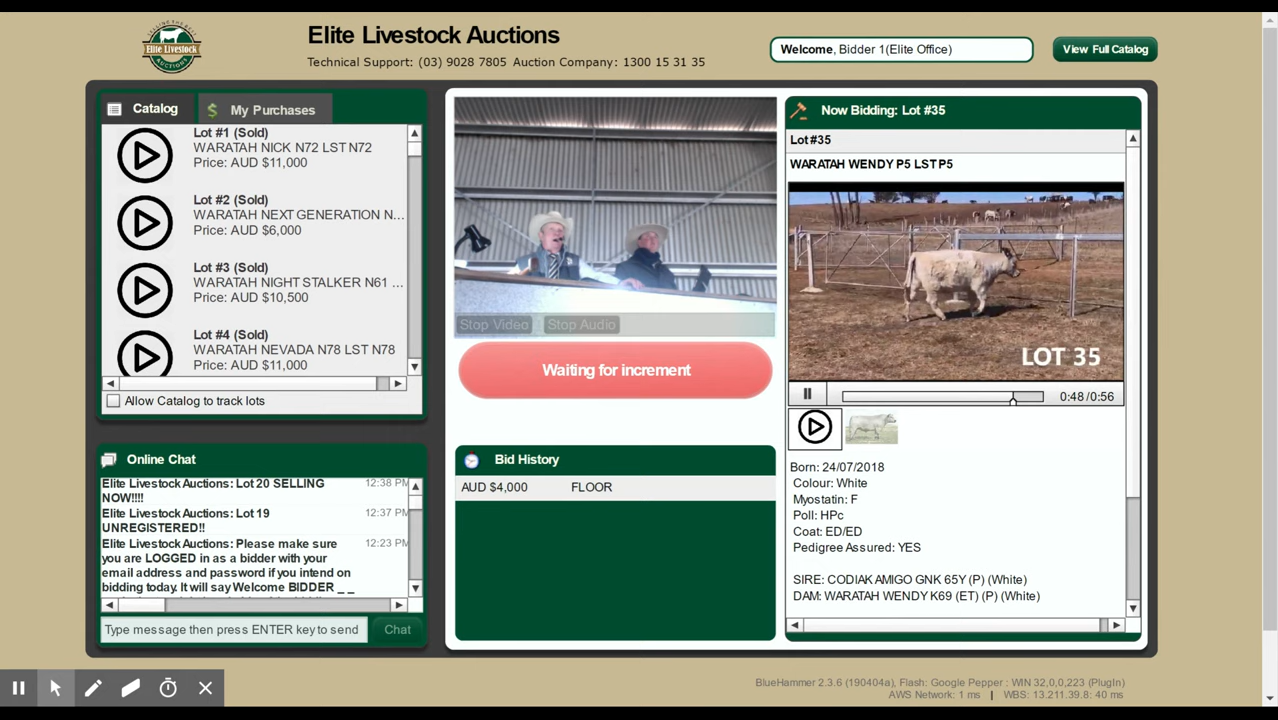 Elite Livestock
AUCTIONS
Elite Livestock Auctions
Technical Support: (03) 9028 7805 Auction Company: 1300 15 31 35
Welcome, Bidder 1(Elite Office)
View Full Catalog
Catalog
My Purchases
Lot #1 (Sold)
WARATAH NICK N72 LST N72
Price: AUD $11,000
Lot #2 (Sold)
WARATAH NEXT GENERATION N...
Price: AUD $6,000
Lot #3 (Sold)
WARATAH NIGHT STALKER N61 ...
Price: AUD $10,500
Lot #4 (Sold)
WARATAH NEVADA N78 LST N78
Price: AUD $11,000
Allow Catalog to track lots
Online Chat
Elite Livestock Auctions: Lot 20 SELLING 12:38 PM
NOW!!!!
Elite Livestock Auctions: Lot 19 12:37 PM
UNREGISTERED!!
Elite Livestock Auctions: Please make sure 12:23 PM
you are LOGGED in as a bidder with your
email address and password if you intend on
bidding today. It will say Welcome BIDDER _ _
Type message then press ENTER key to send
Chat
Stop Video
Stop Audio
Waiting for increment
Bid History
AUD $4,000 FLOOR
Now Bidding: Lot #35
Lot #35
WARATAH WENDY P5 LST P5
LOT 35
0:48 /0:56
Born: 24/07/2018
Colour: White
Myostatin: F
Poll: HPc
Coat: ED/ED
Pedigree Assured: YES
SIRE: CODIAK AMIGO GNK 65Y (P) (White)
DAM: WARATAH WENDY K69 (ET) (P) (White)
BlueHammer 2.3.6 (190404a), Flash: Google Pepper : WIN 32,0,0,223 (PlugIn)
AWS Network: 1 ms | WBS: 13.211.39.8: 40 ms